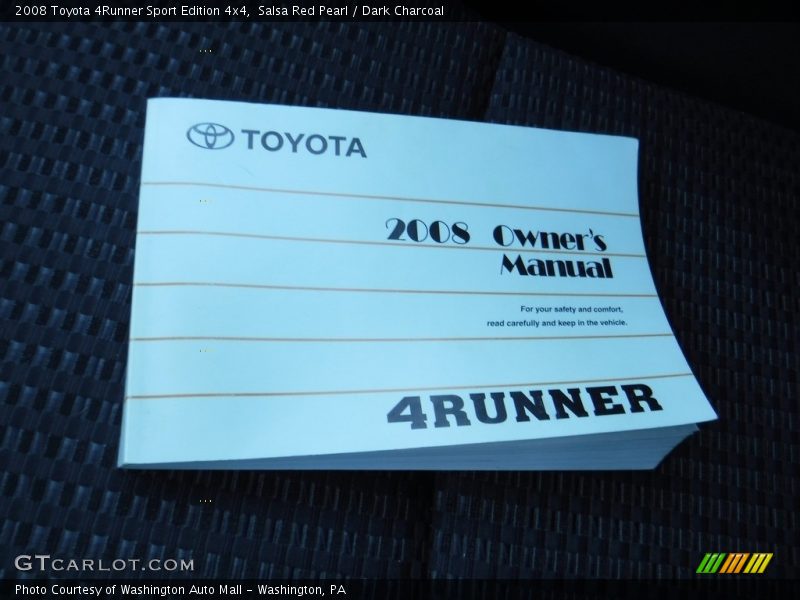 2008 Toyota 4Runner Sport Edition 4x4, Salsa Red Pearl / Dark Charcoal
TOYOTA
2008 Owner's
Manual
For your safety and comfort,
read carefully and keep in the vehicle.
4RUNNER
GTCARLOT.COM
Photo Courtesy of Washington Auto Mall - Washington, PA